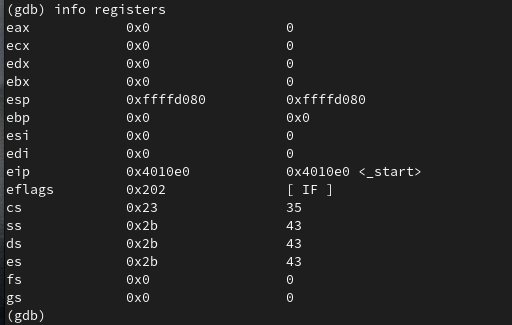 (gdb) info registers
eax            0x0                 0
ecx            0x0                 0
edx            0x0                 0
ebx            0x0                 0
esp            0xffffd080          0xffffd080
ebp            0x0                 0x0
esi            0x0                 0
edi            0x0                 0
eip            0x4010e0            0x4010e0 <_start>
eflags         0x202               [ IF ]
cs             0x23                35
ss             0x2b                43
ds             0x2b                43
es             0x2b                43
fs             0x0                 0
gs             0x0                 0
(gdb)